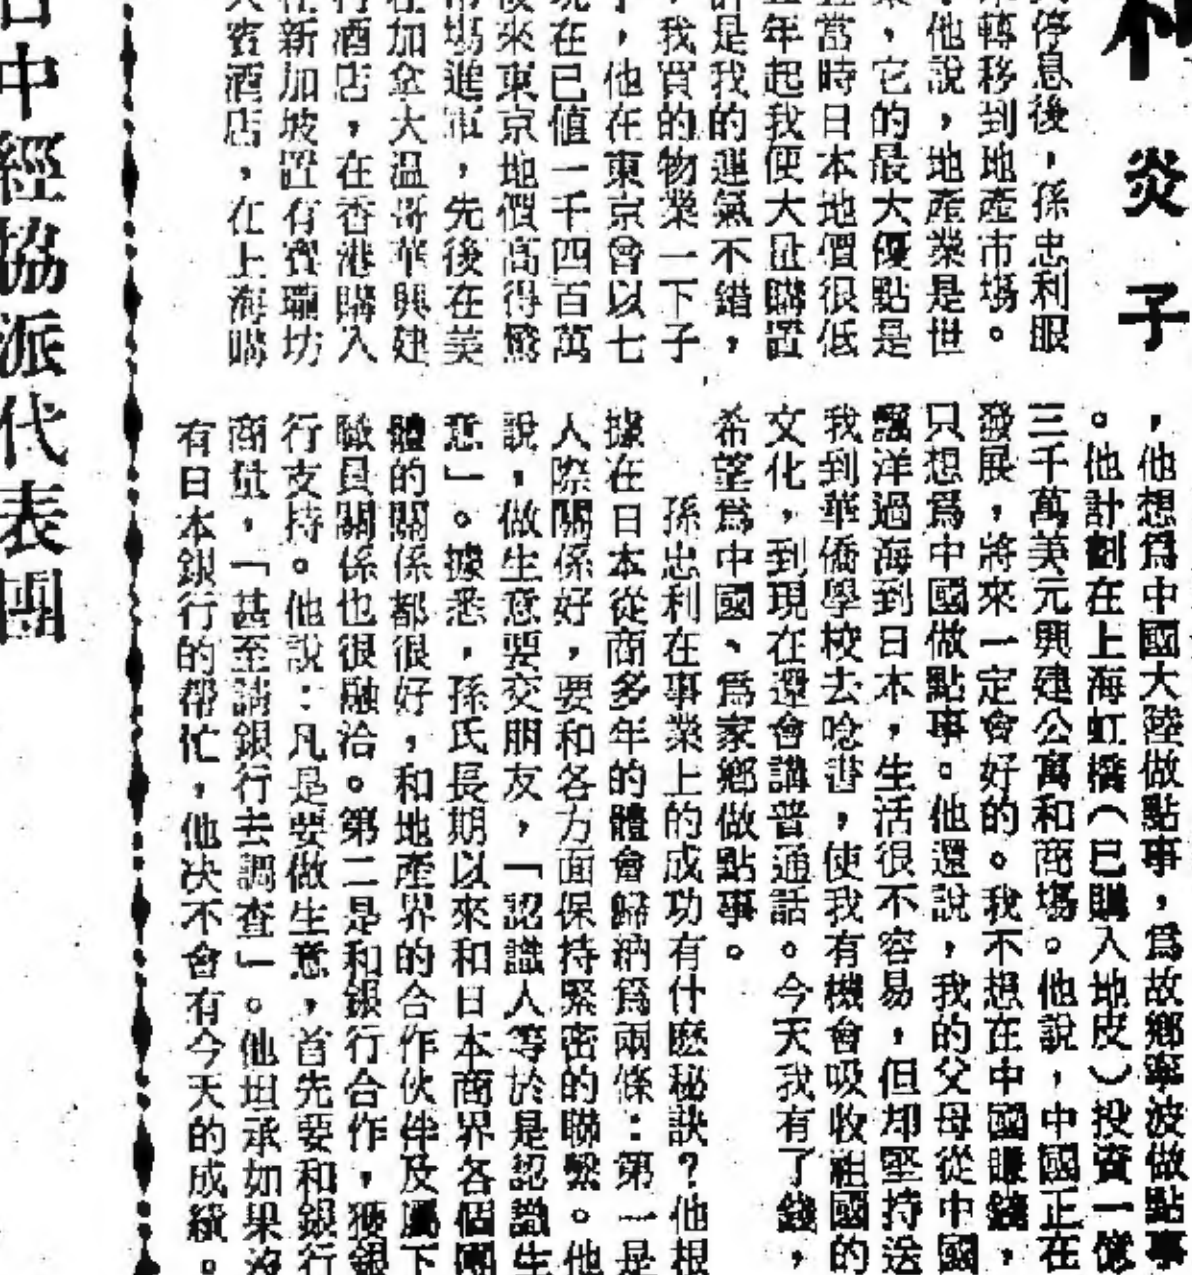 炎子
停息後，孫忠利眼
轉移到地產市場。
他說，地產業是世
，它的最大優點是
當時日本地價很低
年起我便大量購置
是我的運氣不錯，
我買的物業一下子
，他在東京曾以七
在已值一千四百萬
來東京地價高得驚
場進軍，先後在美
加拿大温哥華興建
酒店，在香港購入
新加坡置有坊
賓酒店，在上海購
，他想爲中國大陸做點事，爲故鄉寧波做點事
。他計劃在上海虹橋（已購入地皮）投資一億
三千萬美元興建公寓和商場。他說，中國正在
發展，將來一定會好的。我不想在中國賺錢，
只想爲中國做點事。他還說，我的父母從中國
飄洋過海到日本，生活很不容易，但却堅持送
我到華僑學校去唸書，使我有機會吸收祖國的
文化，到現在還會講普通話。今天我有了錢，
希望爲中國、爲家鄉做點事。
孫忠利在事業上的成功有什麽秘訣？他根
據在日本從商多年的體會歸納爲兩條：第一是
人際關係好，要和各方面保持緊密的聯繫。他
說，做生意要交朋友，「認識人等於是認識生
意」。據悉，孫氏長期以來和日本商界各個團
體的關係都很好，和地產界的合作伙伴及屬下
職員關係也很融洽。第二是和銀行合作，獲銀
行支持。他說：凡是要做生意，首先要和銀行
商量，「甚至請銀行去調查」。他坦承如果沒
有日本銀行的幫忙，他決不會有今天的成績。
中經協派代表團